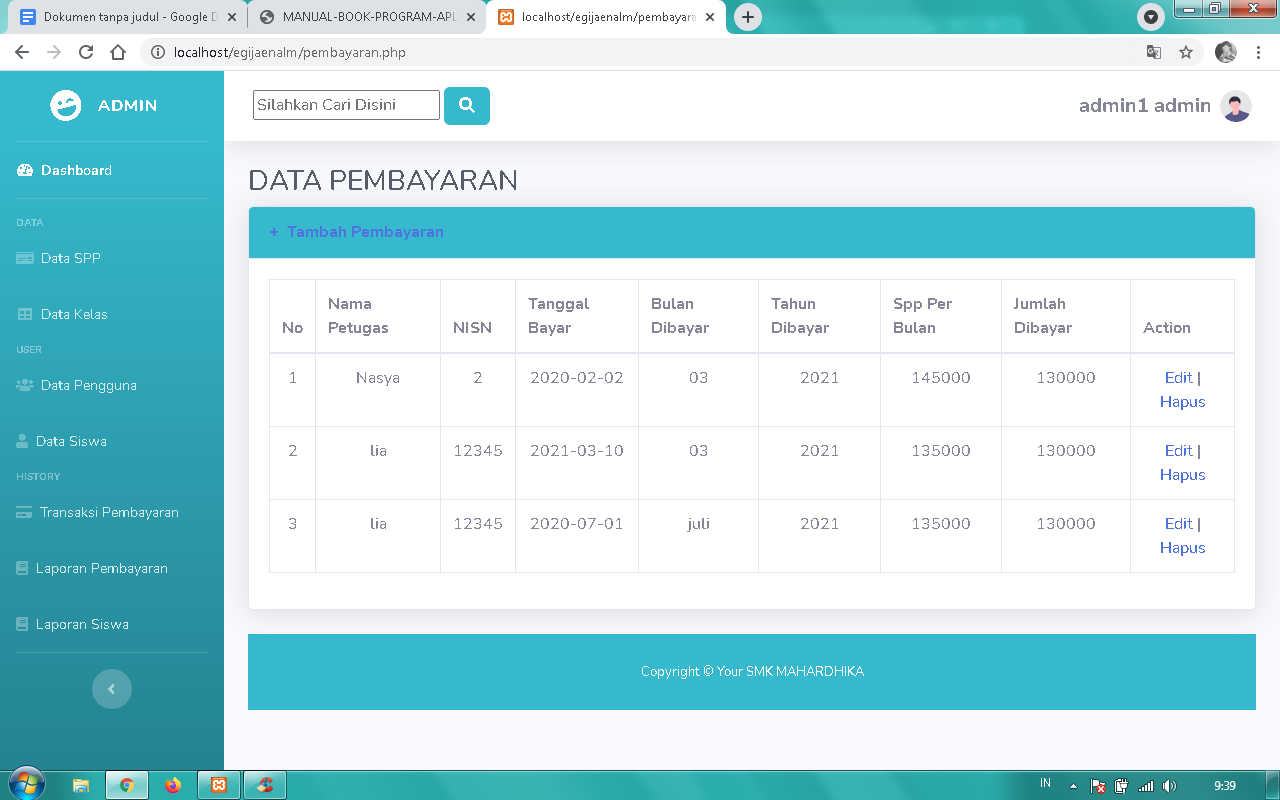 Dokumen tanpa judul - Google D
MANUAL-BOOK-PROGRAM-APL
localhost/egijaenalm/pembayara
localhost/egijaenalm/pembayaran.php
ADMIN
Silahkan Cari Disini
admin1 admin
Dashboard
DATA
Data SPP
Data Kelas
USER
Data Pengguna
Data Siswa
HISTORY
Transaksi Pembayaran
Laporan Pembayaran
Laporan Siswa
DATA PEMBAYARAN
+ Tambah Pembayaran
No Nama Petugas NISN Tanggal Bayar Bulan Dibayar Tahun Dibayar Spp Per Bulan Jumlah Dibayar Action
1 Nasya 2 2020-02-02 03 2021 145000 130000 Edit | Hapus
2 lia 12345 2021-03-10 03 2021 135000 130000 Edit | Hapus
3 lia 12345 2020-07-01 juli 2021 135000 130000 Edit | Hapus
Copyright © Your SMK MAHARDHIKA
IN
9:39